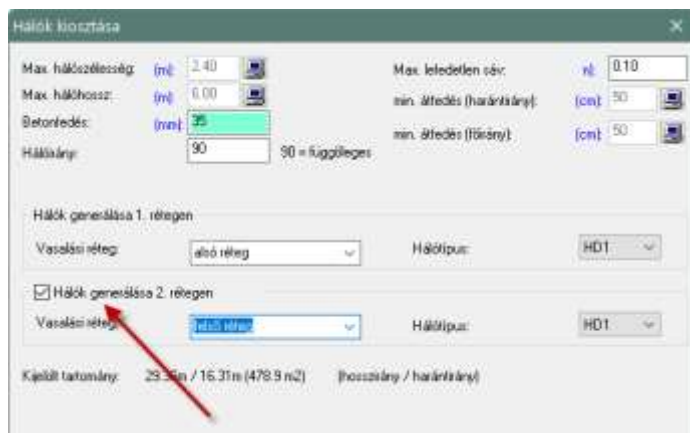 Hálók kiosztása
Max. hálószélesség: [m]: 2.40
Max. hálóhossz: [m]: 6.00
Betonfedés: [mm]: 35
Hálóirány: 90 90 = függőleges
Max. lefedetlen sáv: 0.10
min. átfedés (harántirány): [cm]: 50
min. átfedés (főirány): [cm]: 50
Hálók generálása 1. rétegen
Vasalási réteg: alsó réteg Hálótípus: HD1
Hálók generálása 2. rétegen
Vasalási réteg: felső réteg Hálótípus: HD1
Kijelölt tartomány: / 16.31m (478.9 m2) (hosszirány / harántirány)